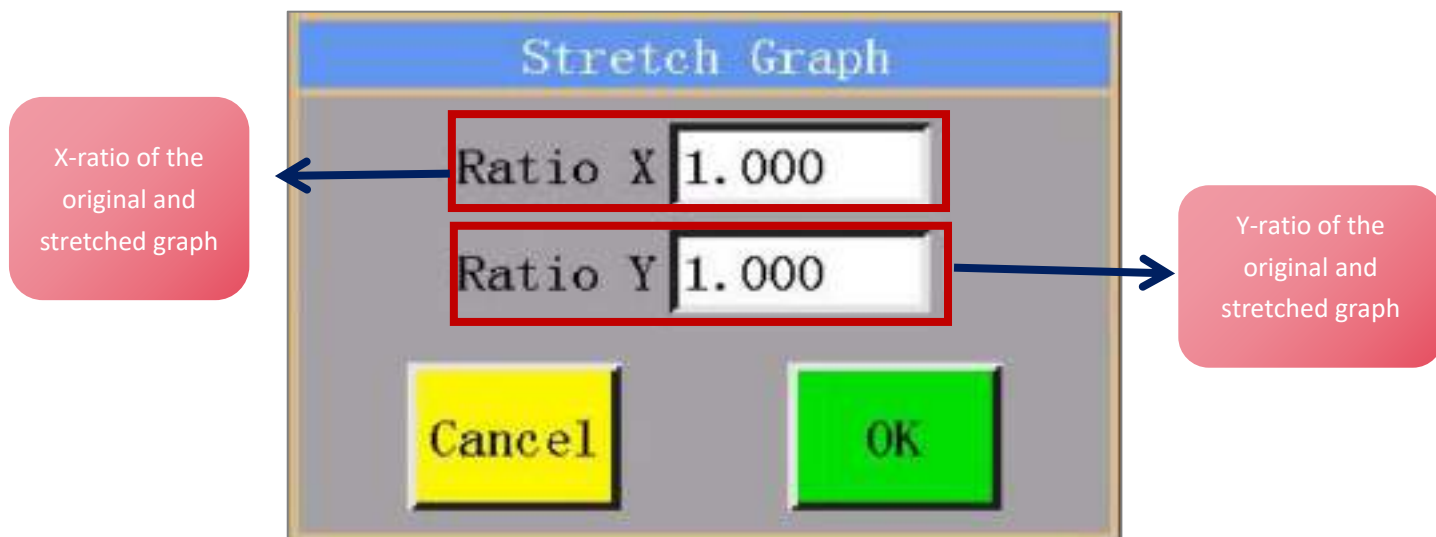 Stretch Graph
X-ratio of the
original and
stretched graph
Ratio X 1.000
Ratio Y 1.000
Y-ratio of the
original and
stretched graph
Cancel
OK